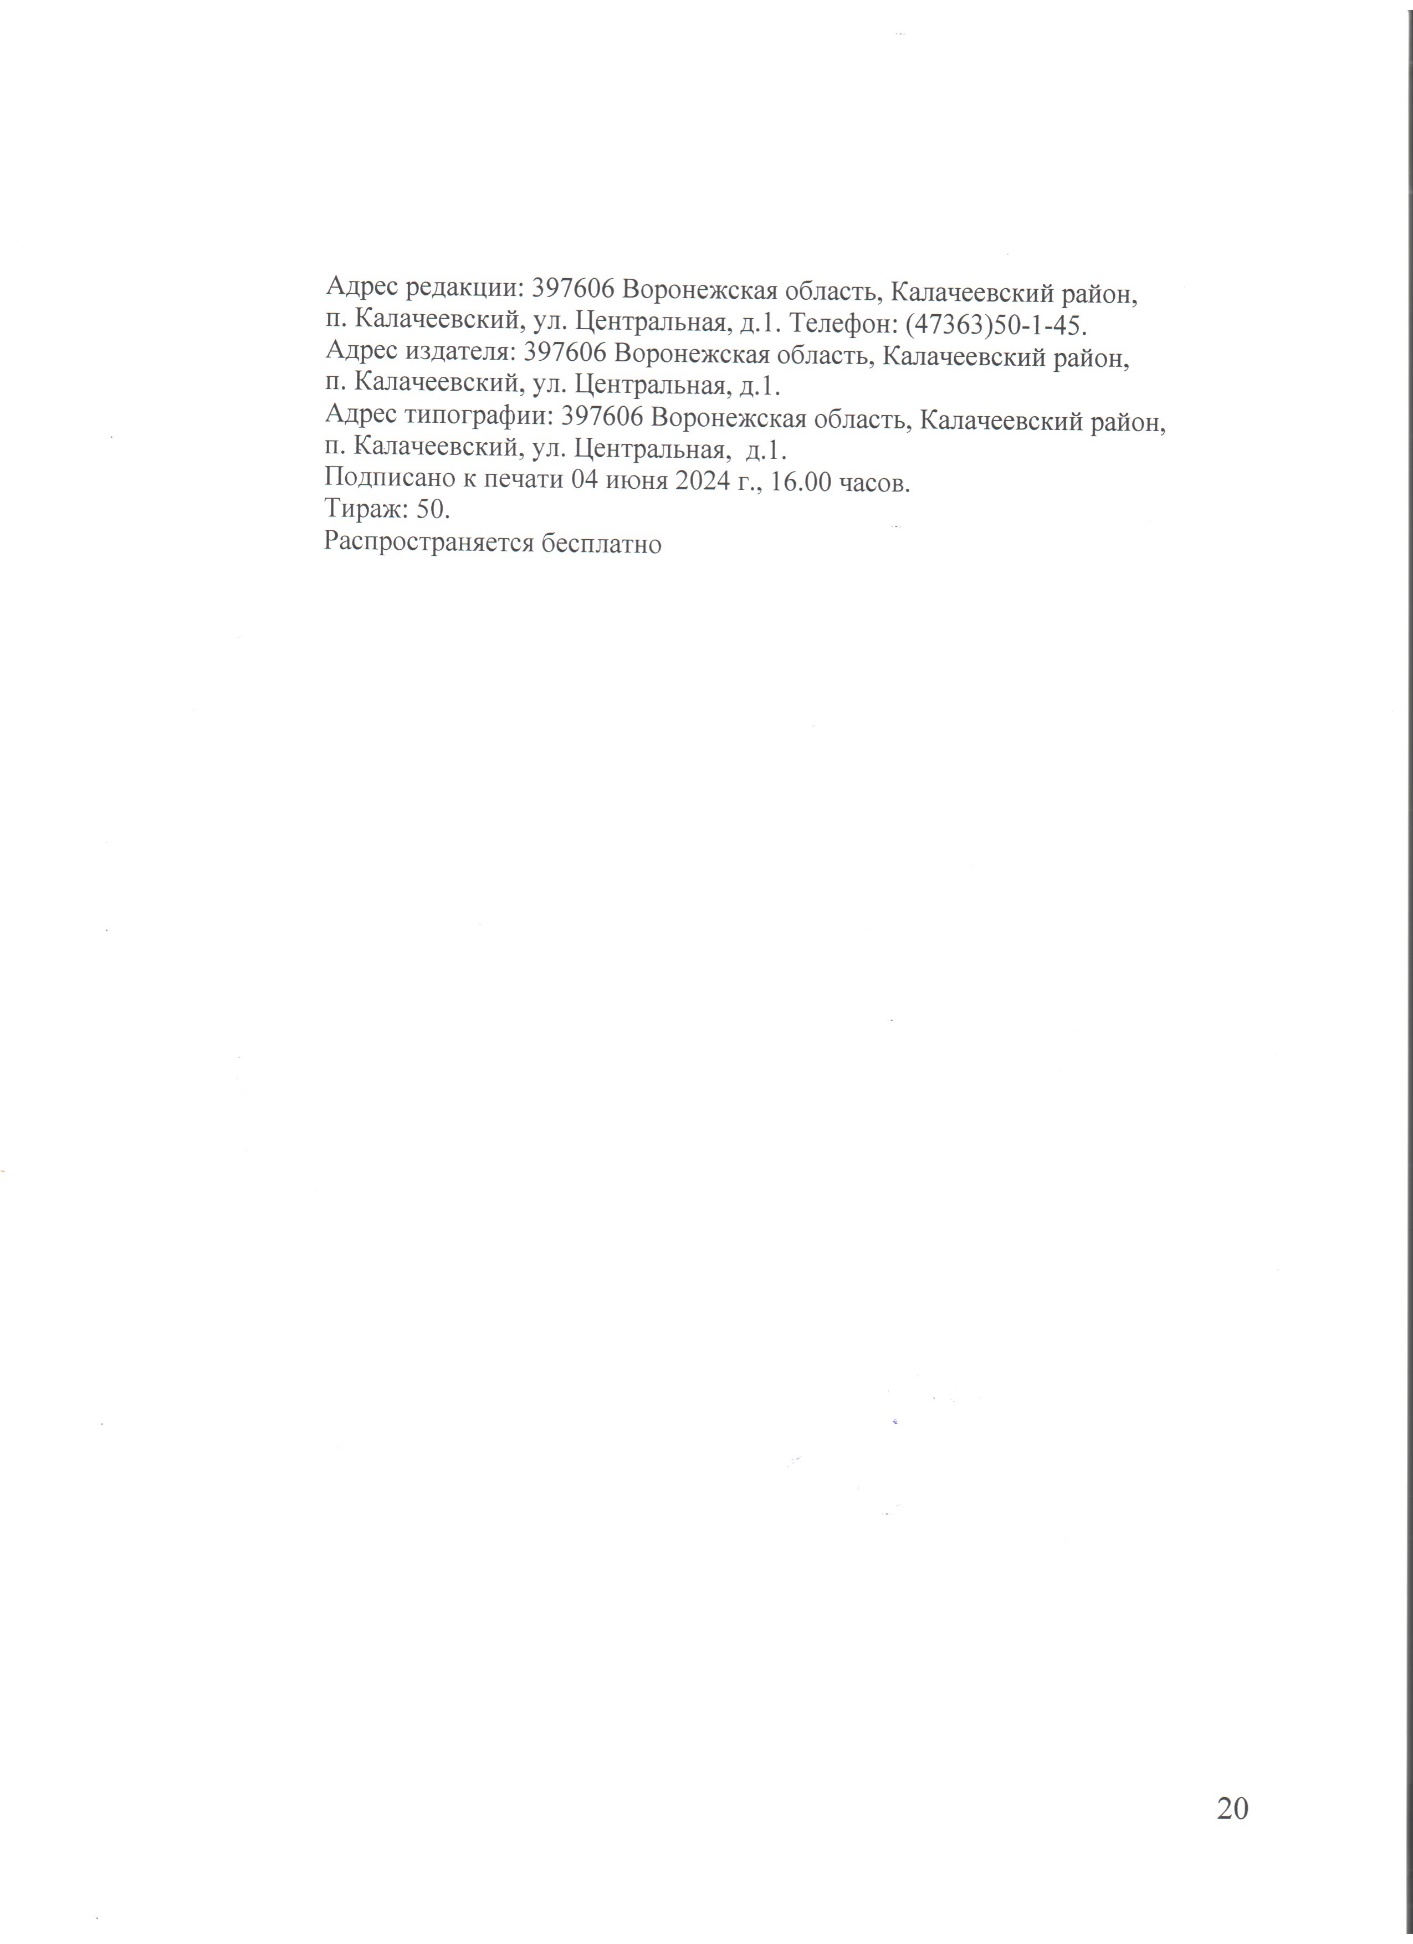 Адрес редакции: 397606 Воронежская область, Калачеевский район,
п. Калачеевский, ул. Центральная, д.1. Телефон: (47363)50-1-45.
Адрес издателя: 397606 Воронежская область, Калачеевский район,
п. Калачеевский, ул. Центральная, д.1.
Адрес типографии: 397606 Воронежская область, Калачеевский район,
п. Калачеевский, ул. Центральная,  д.1.
Подписано к печати 04 июня 2024 г., 16.00 часов.
Тираж: 50.
Распространяется бесплатно
20